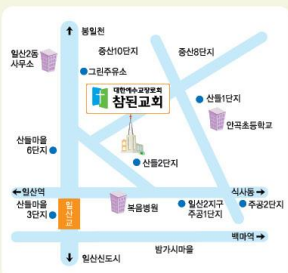 봉일천
일산2동
사무소
중산10단지
중산8단지
그린주유소
대한예수교장로회
참된교회
산들1단지
안곡초등학교
산들마을
6단지
산들2단지
←일산역
식사동→
산들마을
3단지
일산교
복음병원
일산2지구
주공1단지
주공2단지
백마역→
밤가시마을
일산신도시